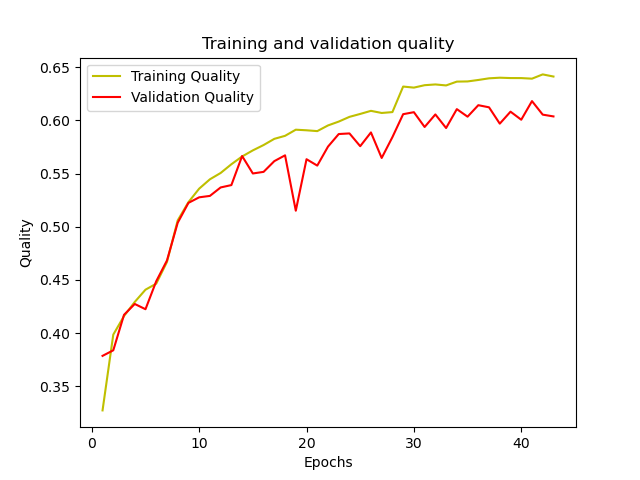 Training and validation quality
Training Quality
Validation Quality
Quality
0.65
0.60
0.55
0.50
0.45
0.40
0.35
0
10
20
30
40
Epochs